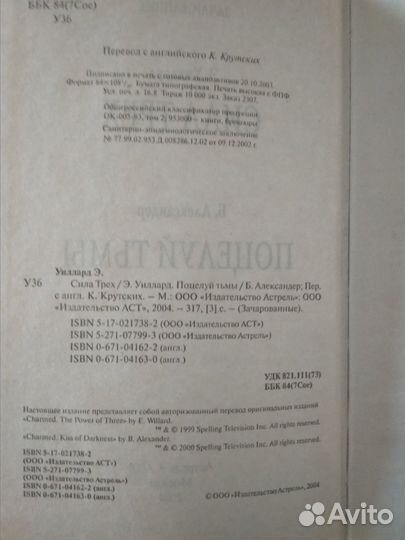 ББК 84(7Сое)
У36
Перевод с английского К. Крутских
Подписано в печать с готовых диапозитивов 20.10.2003.
Формат 84×108 1/32. Бумага типографская. Печать высокая с ФПФ.
Усл. печ. л. 16,8. Тираж 10 000 экз. Заказ 2307.
Общероссийский классификатор продукции
ОК-005-93, том 2; 953000 – книги, брошюры
Санитарно-эпидемиологическое заключение
№ 77.99.02.953.Д.008286.12.02 от 09.12.2002 г.
Б. Александер
ПОЦЕЛУЙ ТЬМЫ
Уиллард Э.
У36 Сила Трех / Э. Уиллард. Поцелуй тьмы / Б. Александер; Пер.
с англ. К. Крутских. – М.: ООО «Издательство Астрель»: ООО
«Издательство АСТ», 2004. – 317, [3] с. – (Зачарованные).
ISBN 5-17-021738-2 (ООО «Издательство АСТ»)
ISBN 5-271-07799-3 (ООО «Издательство Астрель»)
ISBN 0-671-04162-2 (англ.)
ISBN 0-671-04163-0 (англ.)
УДК 821.111(73)
ББК 84(7Сое)
Настоящее издание представляет собой авторизованный перевод оригинальных изданий
«Charmed. The Power of Three» by E. Willard.
™ & © 1999 Spelling Television Inc. All rights reserved.
«Charmed. Kiss of Darkness» by B. Alexander.
™ & © 2000 Spelling Television Inc. All rights reserved.
ISBN 5-17-021738-2
(ООО «Издательство АСТ»)
ISBN 5-271-07799-3
(ООО «Издательство Астрель»)
ISBN 0-671-04162-2 (англ.)
ISBN 0-671-04163-0 (англ.)
© ООО «Издательство Астрель», 2004
Avito